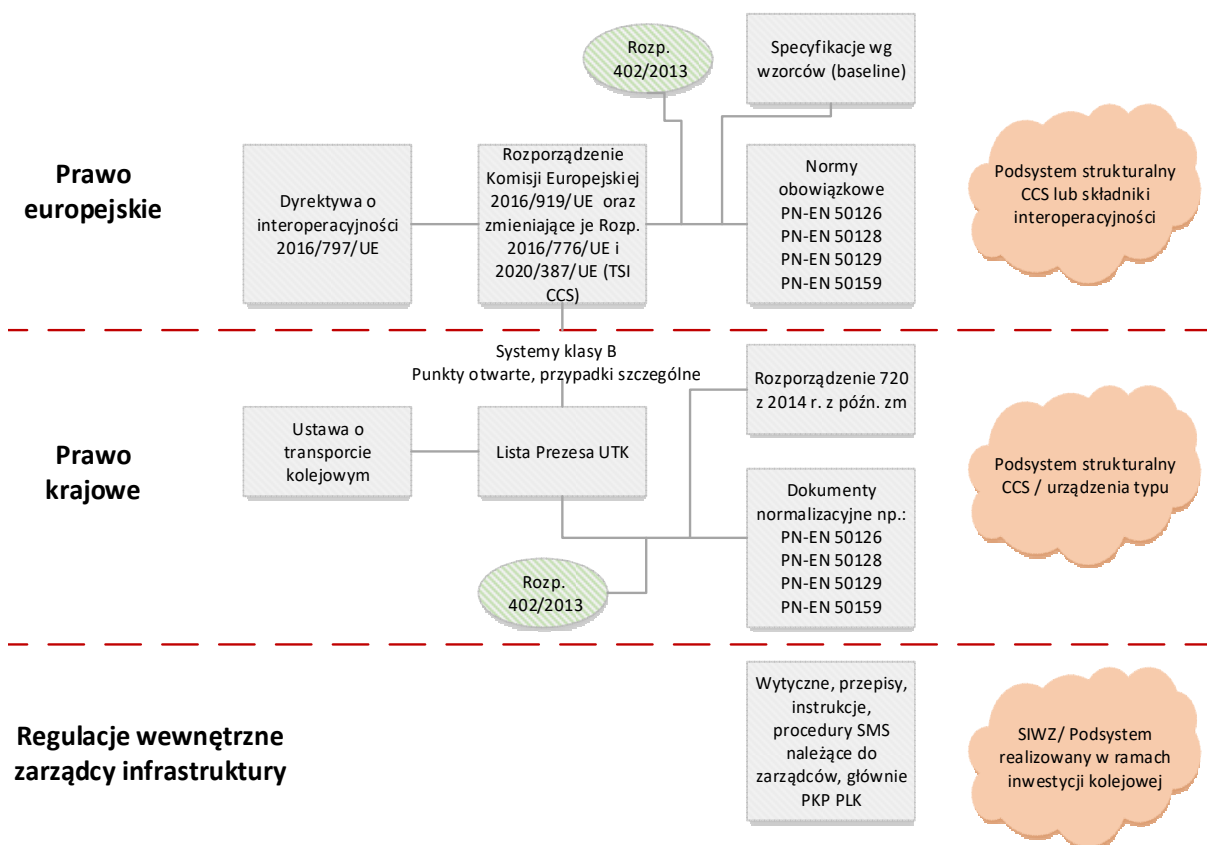 Prawo
europejskie
Dyrektywa o
interoperacyjności
2016/797/UE
Rozporządzenie
Komisji Europejskiej
2016/919/UE oraz
zmieniające je Rozp.
2016/776/UE i
2020/387/UE (TSI
CCS)
Rozp.
402/2013
Specyfikacje wg
wzorców (baseline)
Normy
obowiązkowe
PN-EN 50126
PN-EN 50128
PN-EN 50129
PN-EN 50159
Podsystem strukturalny
CCS lub składniki
interoperacyjności
Systemy klasy B
Punkty otwarte, przypadki szczególne
Prawo
krajowe
Ustawa o
transporcie
kolejowym
Lista Prezesa UTK
Rozp.
402/2013
Rozporządzenie 720
z 2014 r. z późn. zm
Dokumenty
normalizacyjne np.:
PN-EN 50126
PN-EN 50128
PN-EN 50129
PN-EN 50159
Podsystem strukturalny
CCS / urządzenia typu
Regulacje wewnętrzne
zarządcy infrastruktury
Wytyczne, przepisy,
instrukcje,
procedury SMS
należące do
zarządców, głównie
PKP PLK
SIWZ/ Podsystem
realizowany w ramach
inwestycji kolejowej